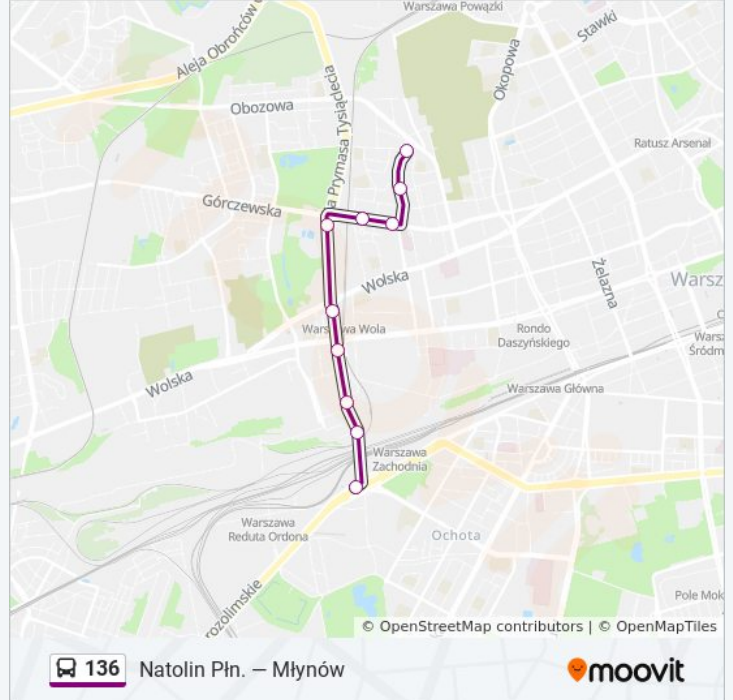 Warszawa Powązki
Stawki
Aleja Obrońców
Okopowa
Obozowa
a Prymasa Tysiąclecia
Ratusz Arsenał
Górczewska
Wolska
Żelazna
Warsz
Warszawa Wola
Rondo
Daszyńskiego
Warsz
Śródm
Wolska
Warszawa Główna
Warszawa
Zachodnia
Warszawa
Reduta Ordona
Ochota
rozolimskie
Pole Mok
© OpenStreetMap contributors | © OpenMapTiles
136 Natolin Płn. — Młynów
moovit